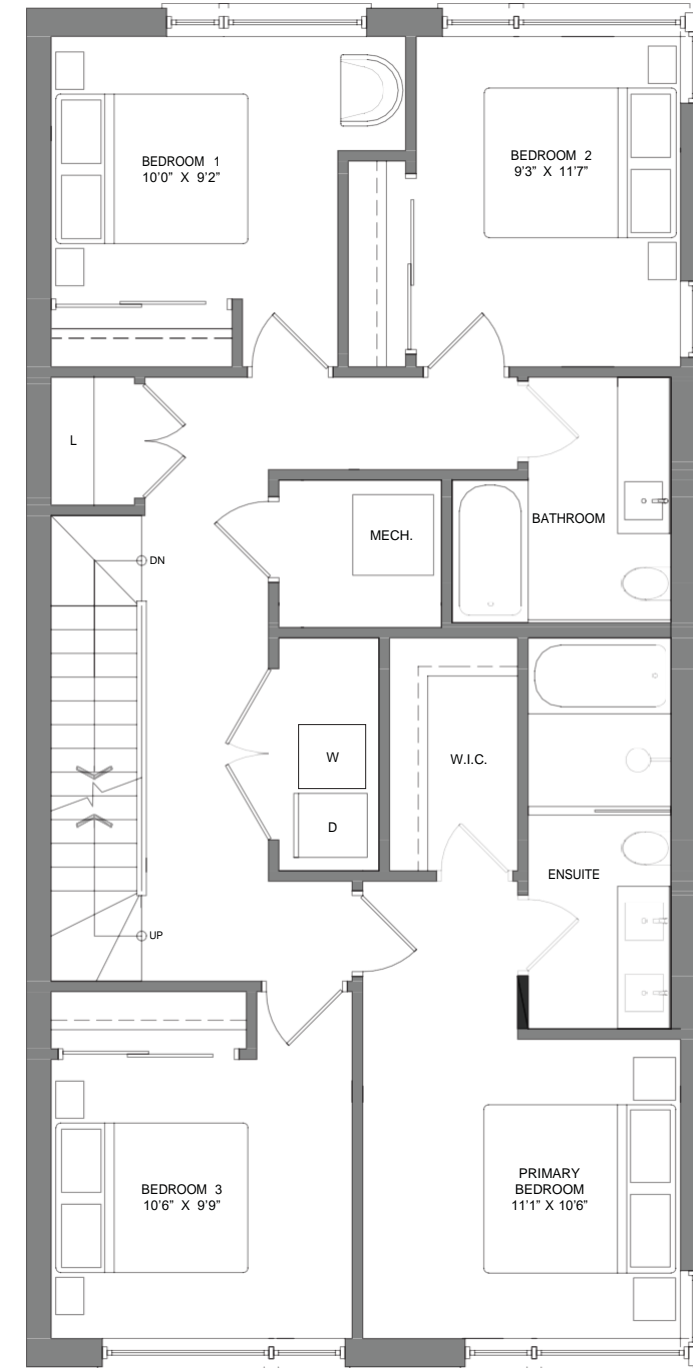 BEDROOM 1
10'0" X 9'2"
BEDROOM 2
9'3" X 11'7"
L
MECH.
BATHROOM
DN
W
D
W.I.C.
ENSUITE
UP
BEDROOM 3
10'6" X 9'9"
PRIMARY
BEDROOM
11'1" X 10'6"